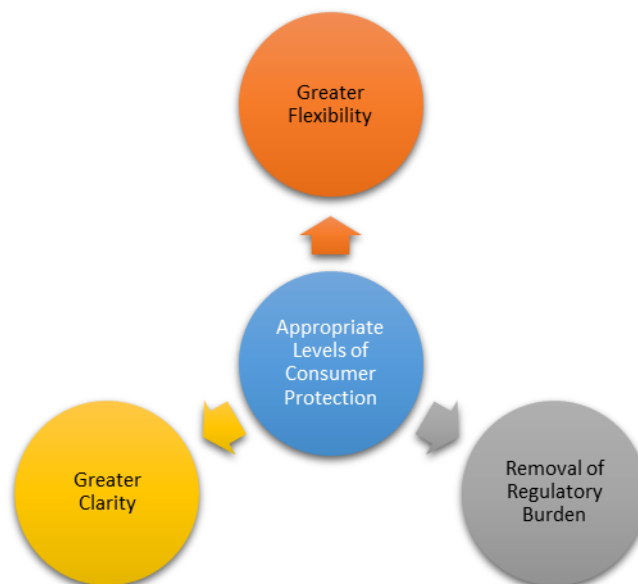 Greater
Flexibility
Appropriate
Levels of
Consumer
Protection
Greater
Clarity
Removal of
Regulatory
Burden